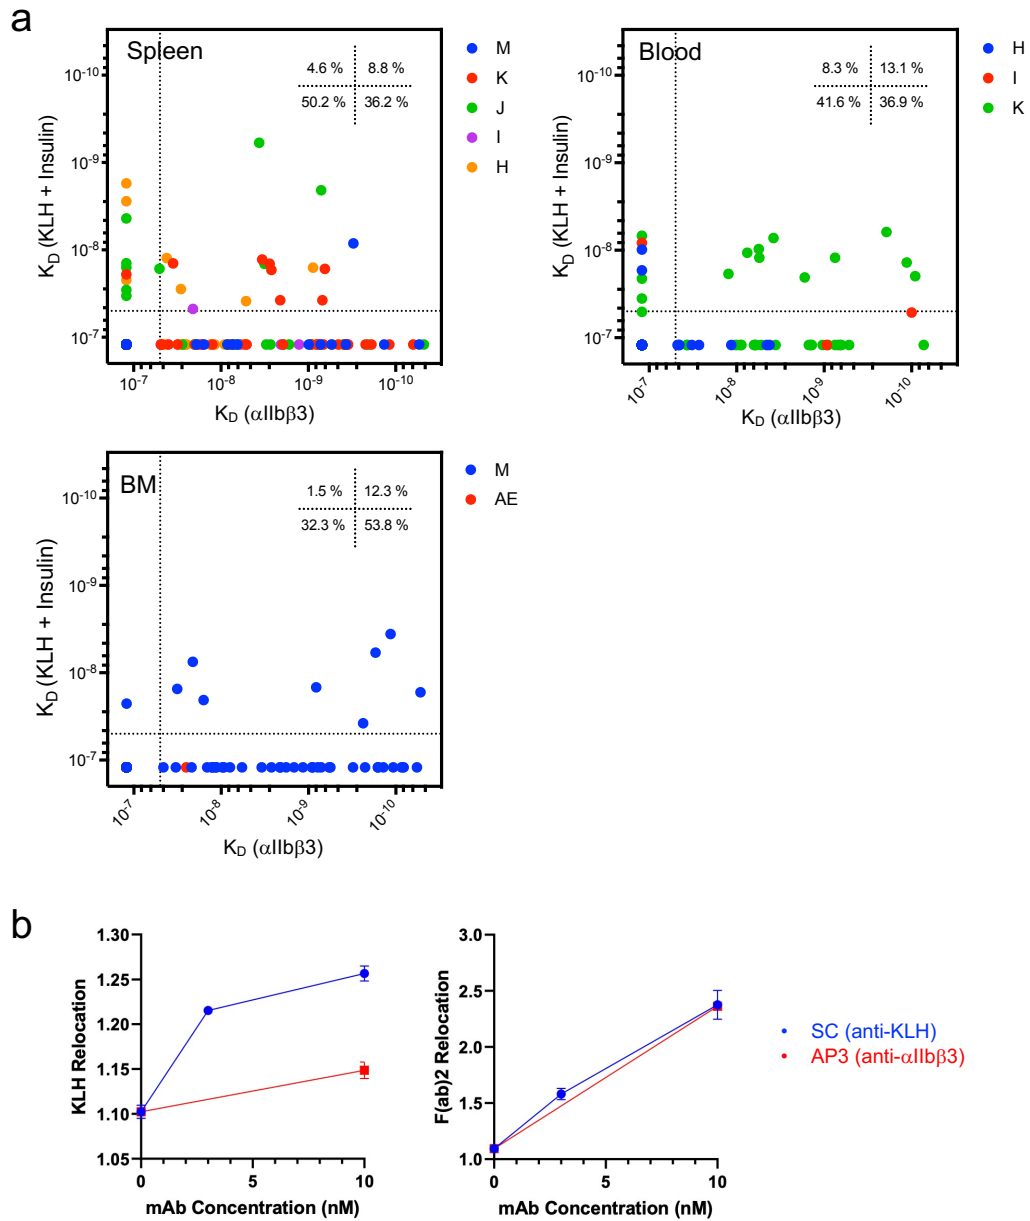 a
Spleen
4.6 % 8.8 %
50.2 % 36.2 %
10-10
10-9
10-8
10-7
KD (KLH + Insulin)
10-7 10-8 10-9 10-10
KD (αIIbβ3)
M
K
J
I
H
Blood
8.3 % 13.1 %
41.6 % 36.9 %
10-10
10-9
10-8
10-7
KD (KLH + Insulin)
10-7 10-8 10-9 10-10
KD (αIIbβ3)
H
I
K
BM
1.5 % 12.3 %
32.3 % 53.8 %
10-10
10-9
10-8
10-7
KD (KLH + Insulin)
10-7 10-8 10-9 10-10
KD (αIIbβ3)
M
AE
b
1.30
1.25
1.20
1.15
1.10
1.05
KLH Relocation
0 5 10
mAb Concentration (nM)
3.0
2.5
2.0
1.5
1.0
F(ab)2 Relocation
0 5 10
mAb Concentration (nM)
SC (anti-KLH)
AP3 (anti-αIIbβ3)